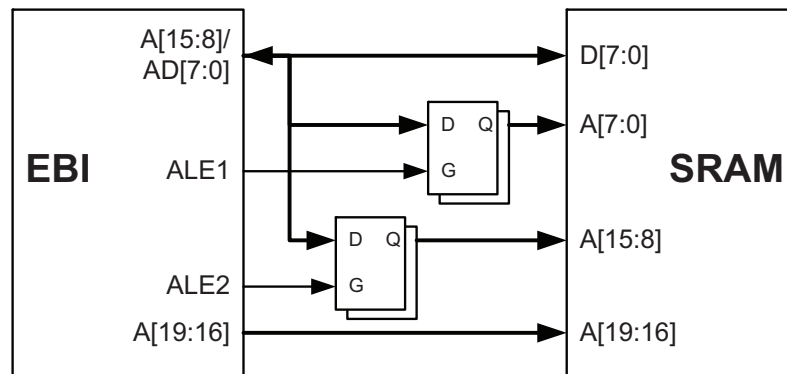 A[15:8]/
AD[7:0]
D[7:0]
D Q
A[7:0]
EBI
ALE1
G
SRAM
D Q
A[15:8]
ALE2
G
A[19:16]
A[19:16]